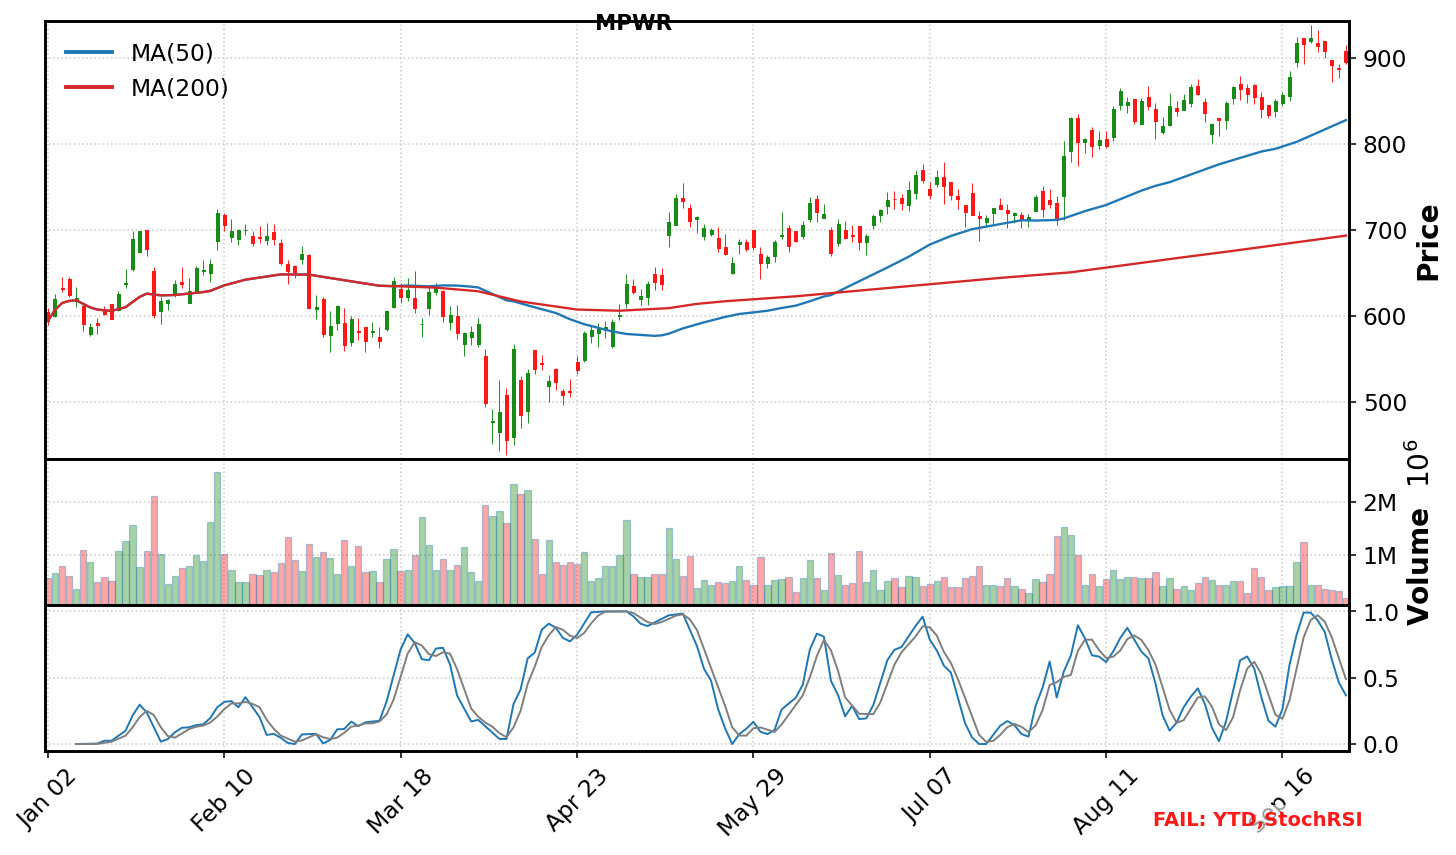 MPWR
MA(50)
MA(200)
900
800
700
600
500
Price
10^6
2M
1M
Volume
1.0
0.5
0.0
Jan 02
Feb 10
Mar 18
Apr 23
May 29
Jul 07
Aug 11
Sep 16
FAIL: YTD,StochRSI